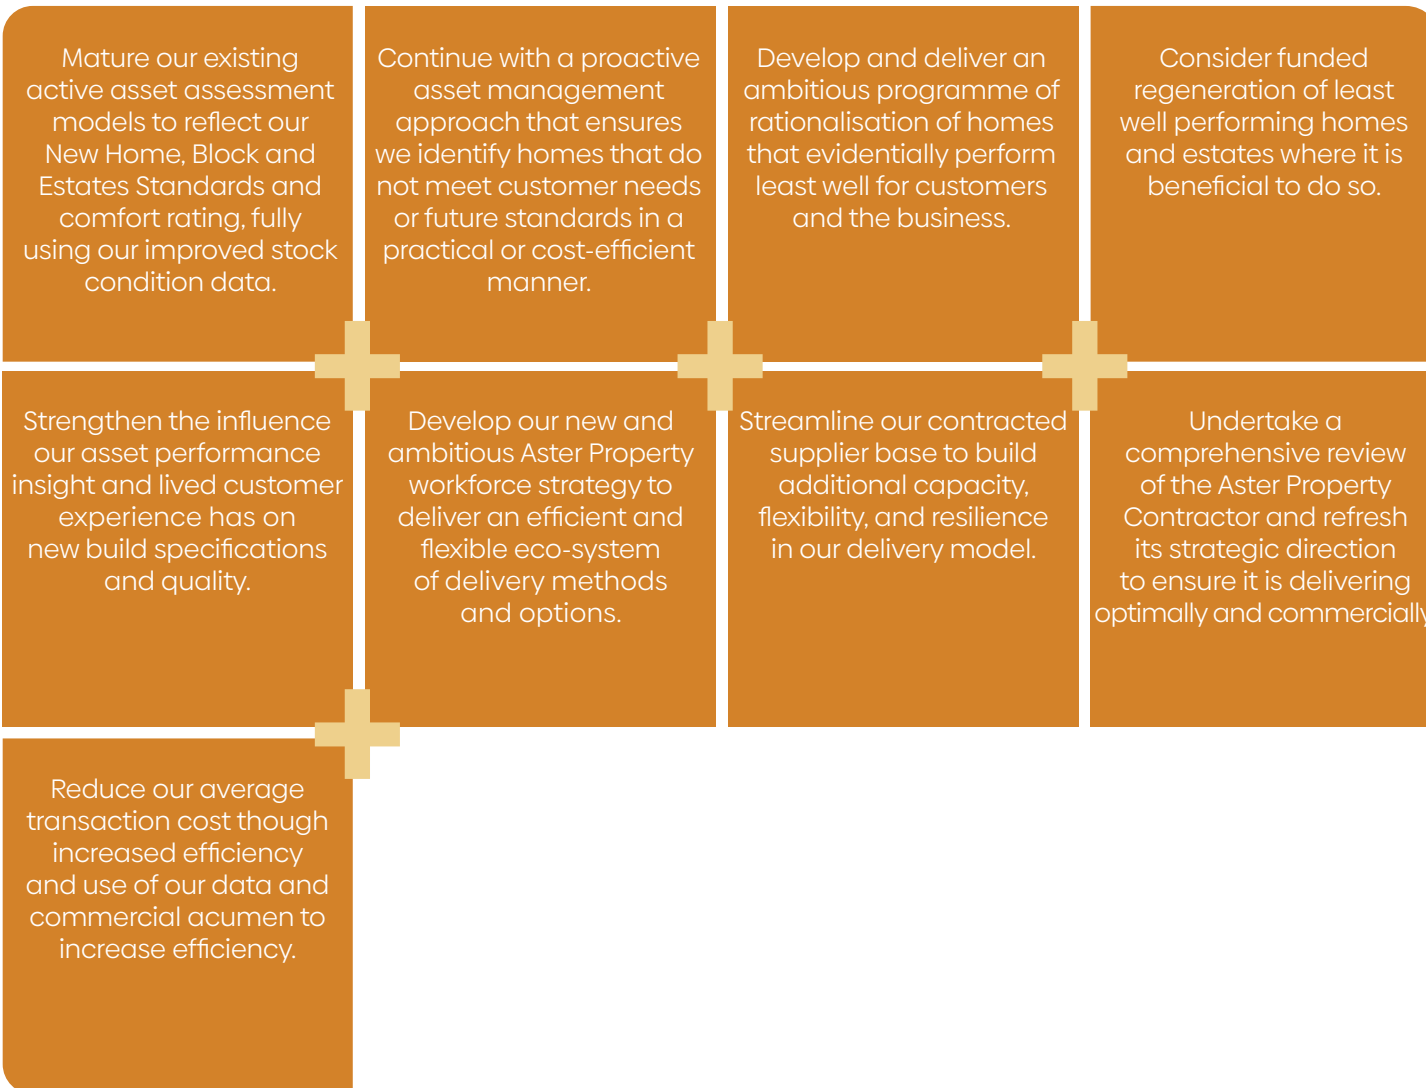 Mature our existing
active asset assessment
models to reflect our
New Home, Block and
Estates Standards and
comfort rating, fully
using our improved stock
condition data.
Continue with a proactive
asset management
approach that ensures
we identify homes that do
not meet customer needs
or future standards in a
practical or cost-efficient
manner.
Develop and deliver an
ambitious programme of
rationalisation of homes
that evidentially perform
least well for customers
and the business.
Consider funded
regeneration of least
well performing homes
and estates where it is
beneficial to do so.
Strengthen the influence
our asset performance
insight and lived customer
experience has on
new build specifications
and quality.
Develop our new and
ambitious Aster Property
workforce strategy to
deliver an efficient and
flexible eco-system
of delivery methods
and options.
Streamline our contracted
supplier base to build
additional capacity,
flexibility, and resilience
in our delivery model.
Undertake a
comprehensive review
of the Aster Property
Contractor and refresh
its strategic direction
to ensure it is delivering
optimally and commercially
Reduce our average
transaction cost though
increased efficiency
and use of our data and
commercial acumen to
increase efficiency.